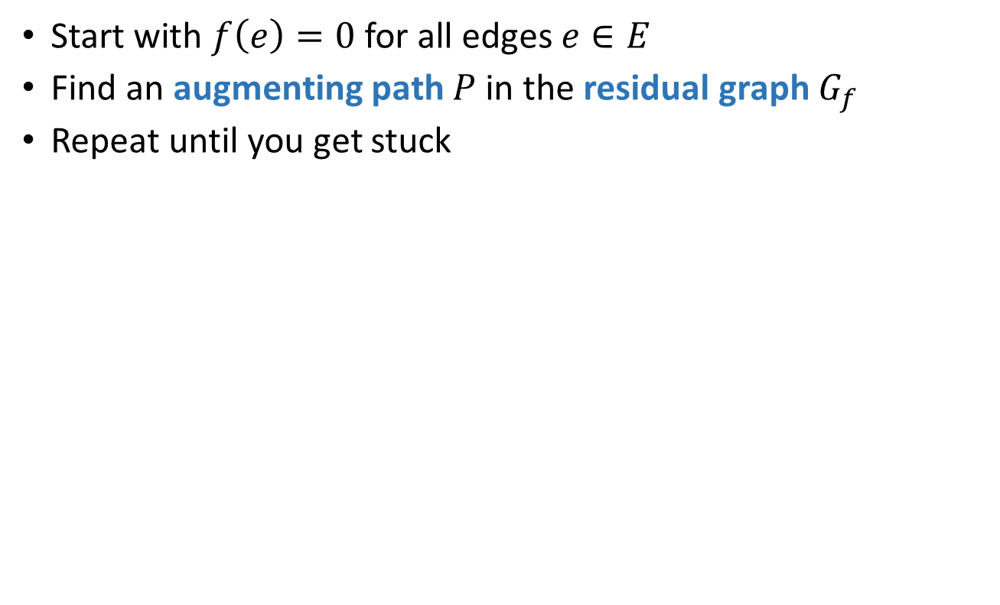 • Start with 𝑓(𝑒) = 0 for all edges 𝑒 ∈ 𝐸
• Find an augmenting path 𝑃 in the residual graph 𝐺_𝑓
• Repeat until you get stuck